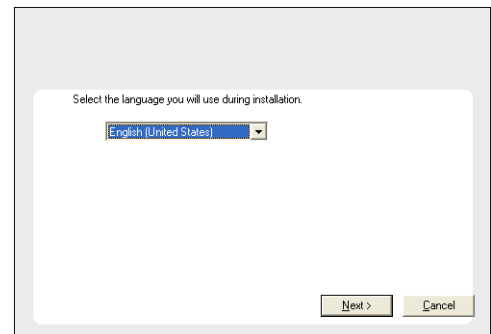 Select the language you will use during installation.
English (United States)
Next >
Cancel